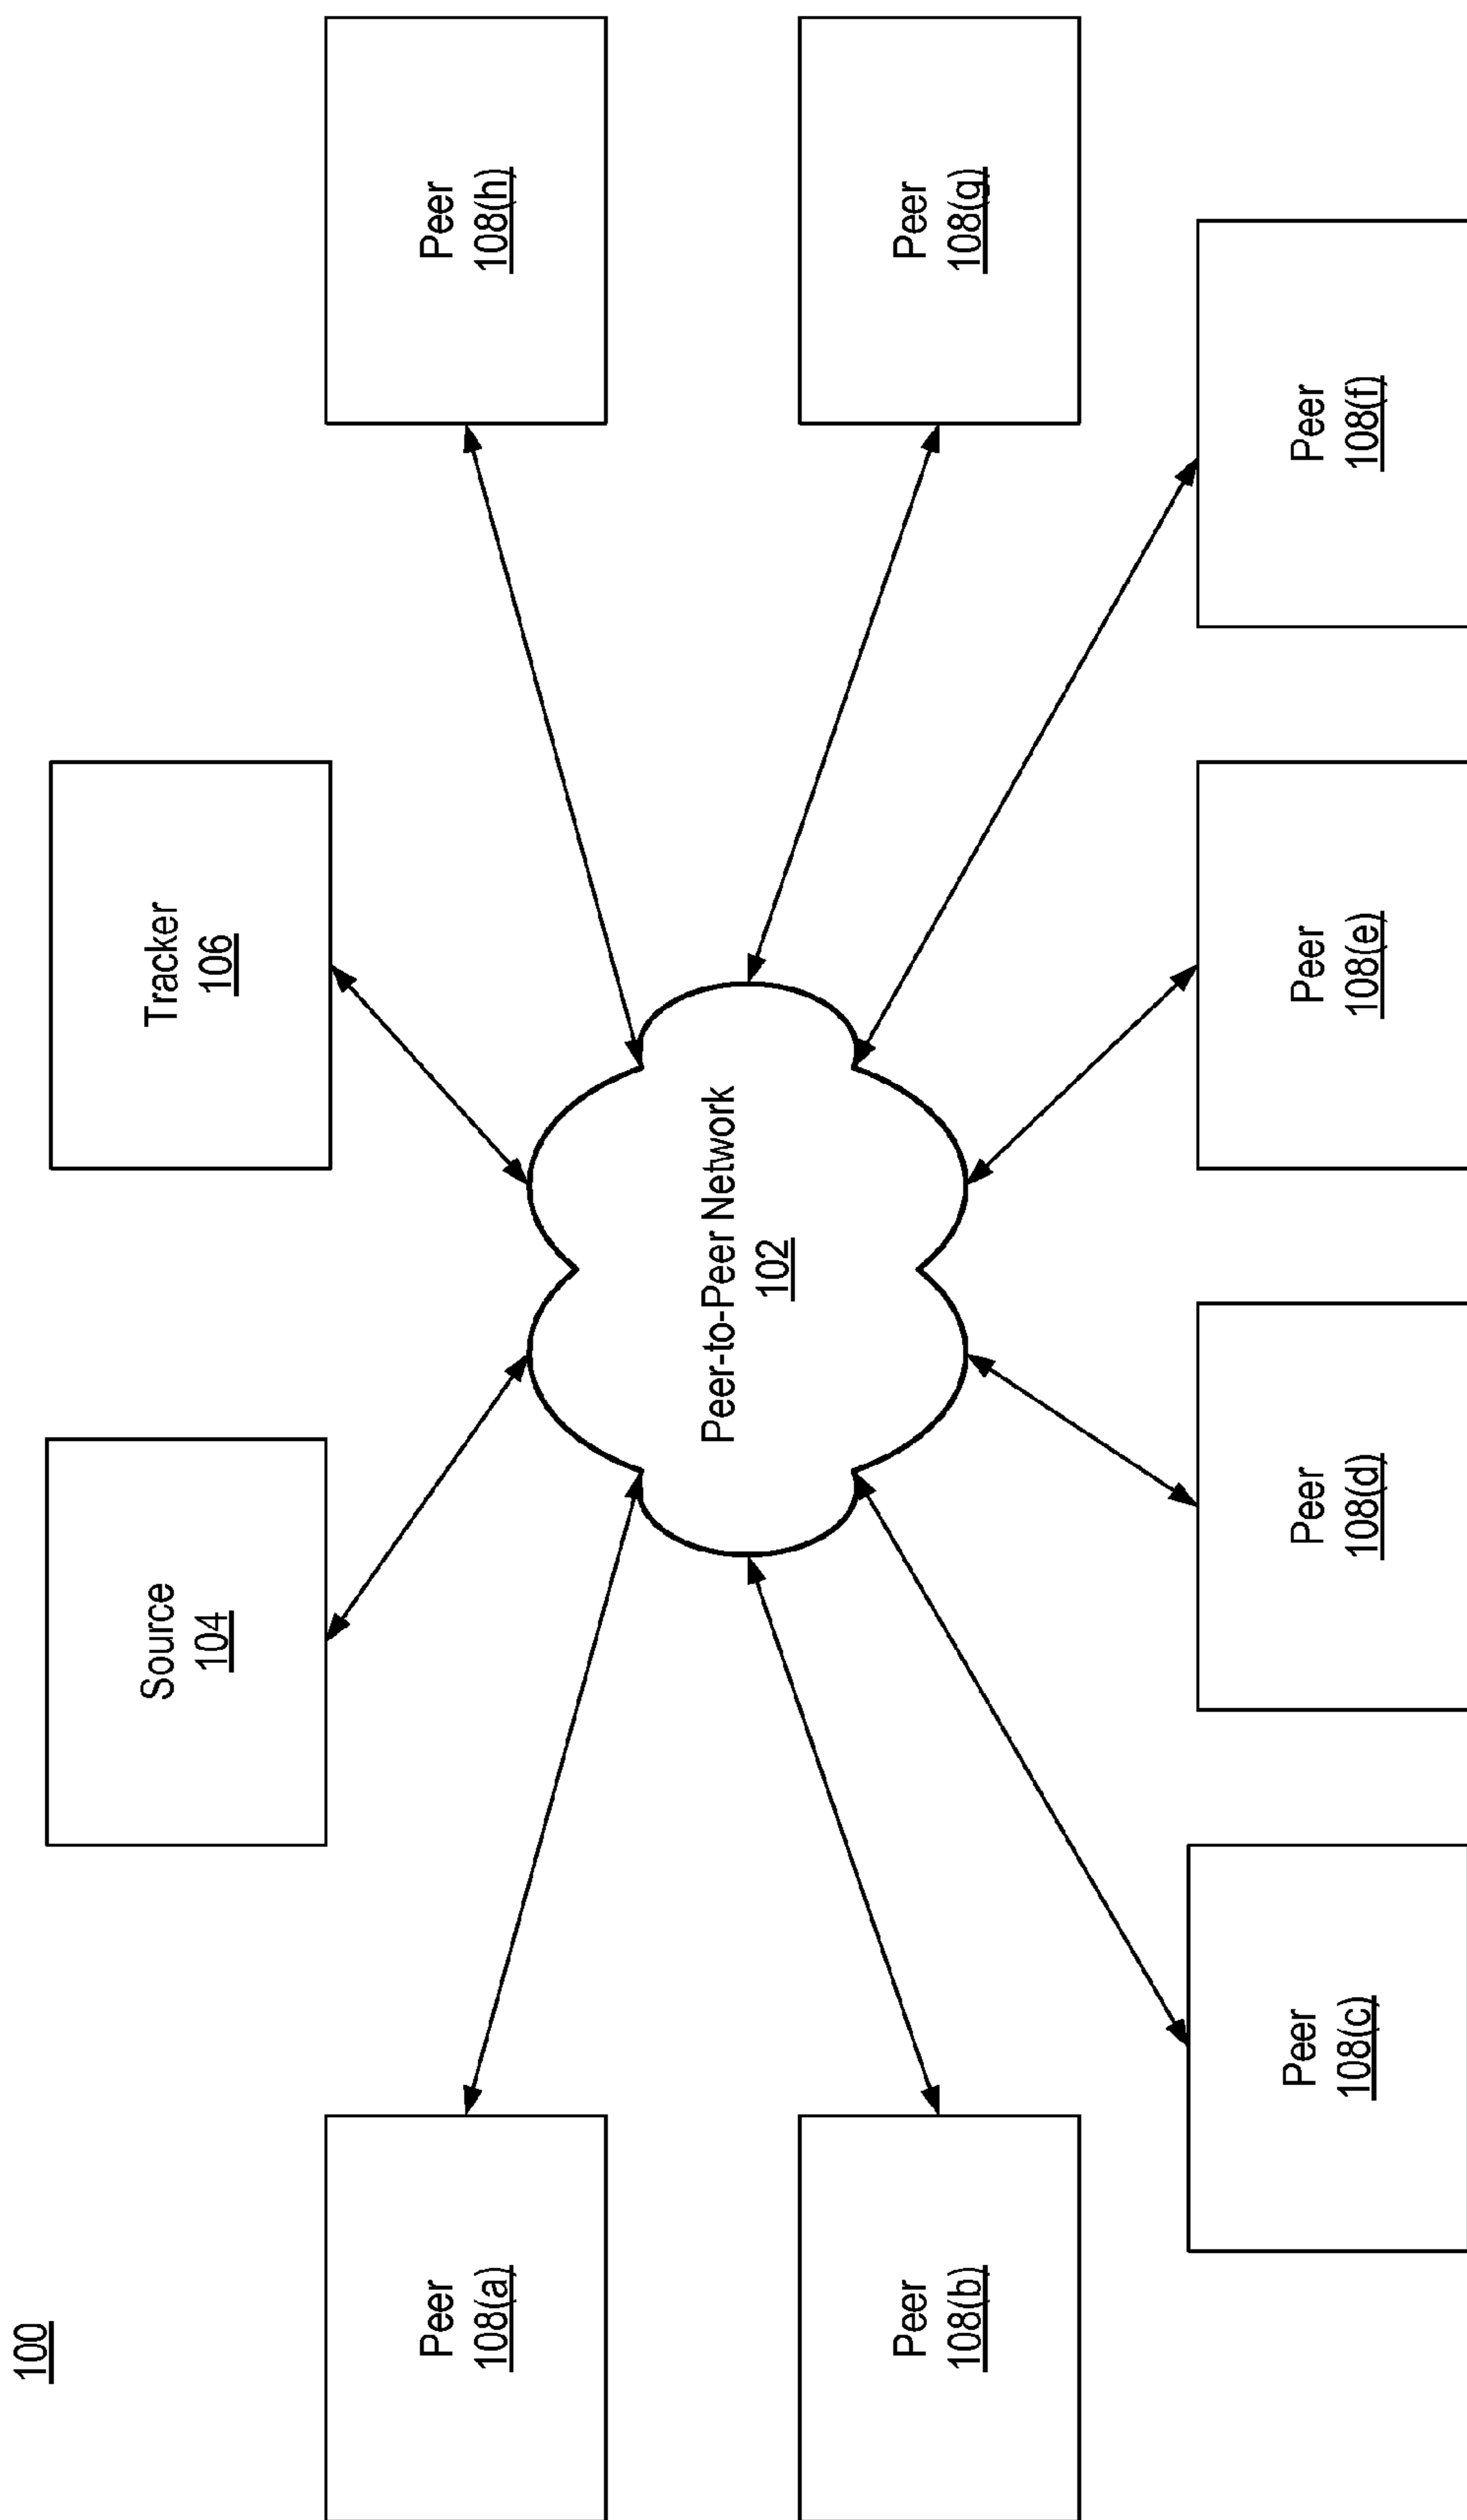 100
Source
104
Tracker
106
Peer
108(a)
Peer
108(h)
Peer-to-Peer Network
102
Peer
108(b)
Peer
108(g)
Peer
108(c)
Peer
108(d)
Peer
108(e)
Peer
108(f)